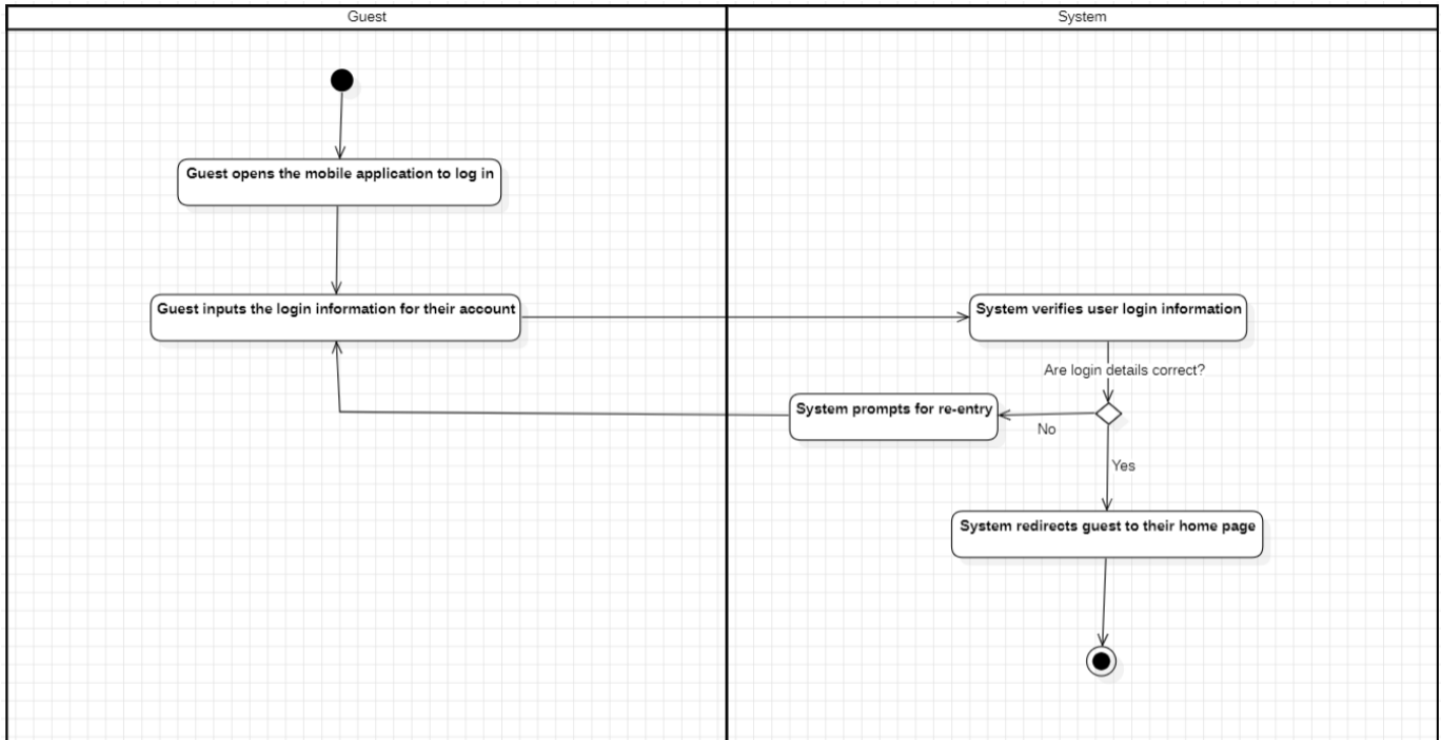 Guest
System
Guest opens the mobile application to log in
Guest inputs the login information for their account
System verifies user login information
Are login details correct?
System prompts for re-entry
No
Yes
System redirects guest to their home page